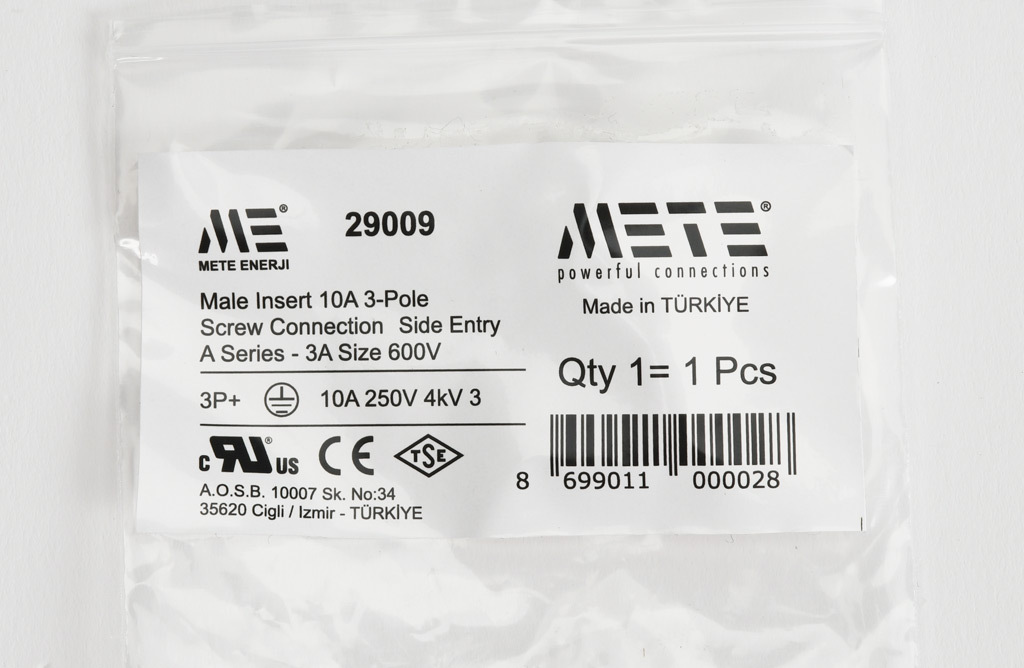 ME®
METE ENERJI
29009
Male Insert 10A 3-Pole
Screw Connection Side Entry
A Series - 3A Size 600V
3P+ 10A 250V 4kV 3
c RU® US CE TSE
A.O.S.B. 10007 Sk. No:34
35620 Cigli / Izmir - TÜRKİYE
METE®
powerful connections
Made in TÜRKİYE
Qty 1= 1 Pcs
8 699011 000028